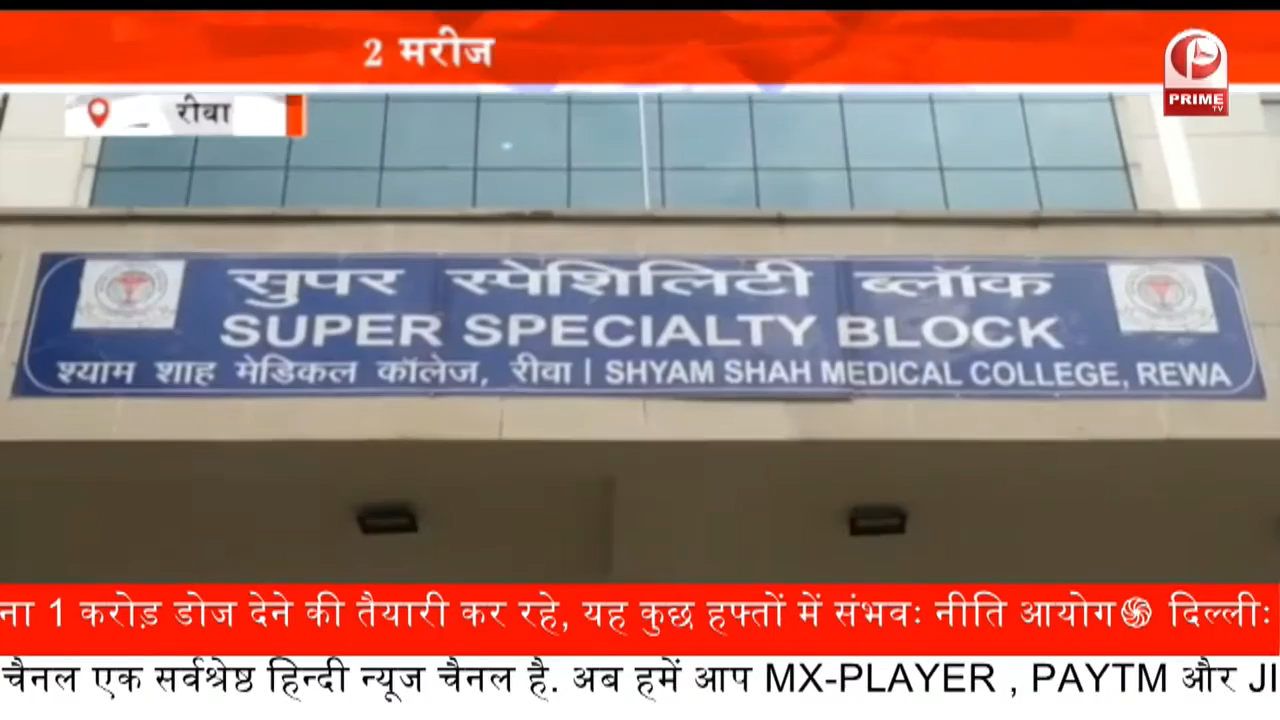 2 मरीज
PRIME
TV
रीवा
सुपर स्पेशिलिटी ब्लॉक
SUPER SPECIALTY BLOCK
श्याम शाह मेडिकल कॉलेज, रीवा | SHYAM SHAH MEDICAL COLLEGE, REWA
ना 1 करोड़ डोज देने की तैयारी कर रहे, यह कुछ हफ्तों में संभवः नीति आयोग֍ दिल्लीः
चैनल एक सर्वश्रेष्ठ हिन्दी न्यूज चैनल है. अब हमें आप MX-PLAYER , PAYTM और JI